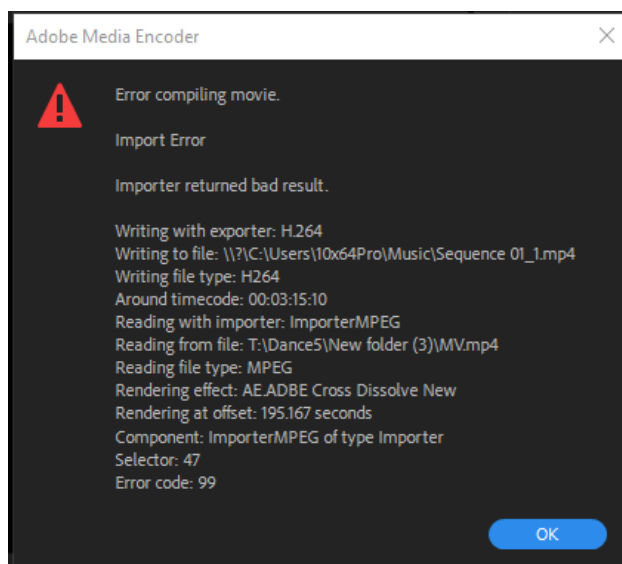 Adobe Media Encoder
Error compiling movie.
Import Error
Importer returned bad result.
Writing with exporter: H.264
Writing to file: \\?\C:\Users\10x64Pro\Music\Sequence 01_1.mp4
Writing file type: H264
Around timecode: 00:03:15:10
Reading with importer: ImporterMPEG
Reading from file: T:\Dance5\New folder (3)\MV.mp4
Reading file type: MPEG
Rendering effect: AE.ADBE Cross Dissolve New
Rendering at offset: 195.167 seconds
Component: ImporterMPEG of type Importer
Selector: 47
Error code: 99
OK